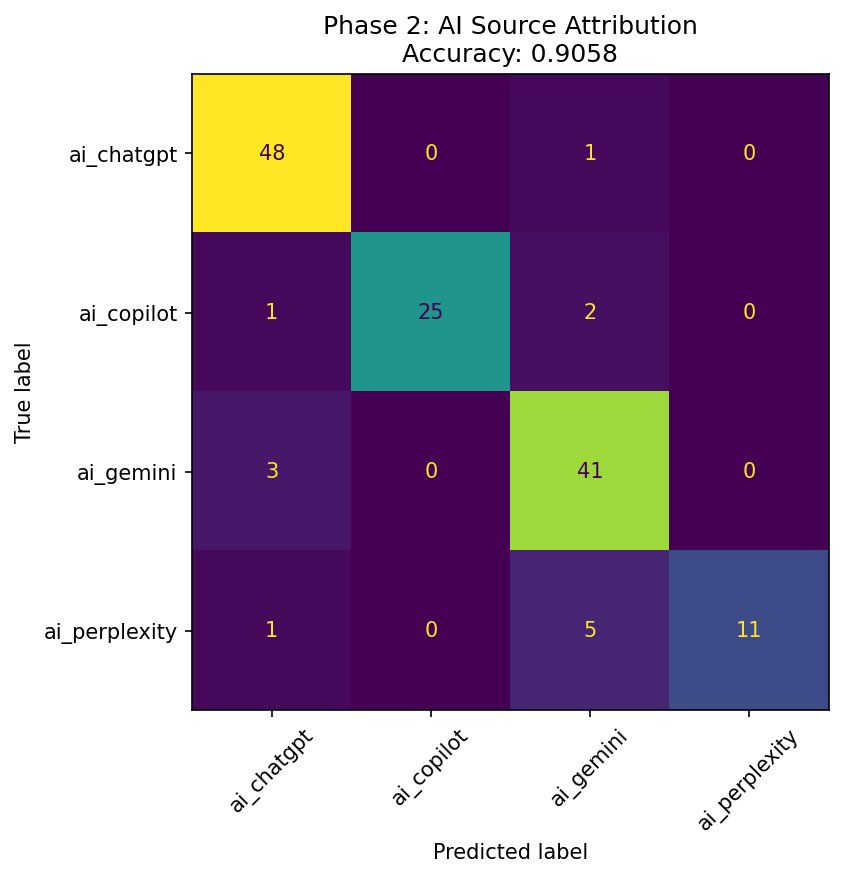 Phase 2: AI Source Attribution
Accuracy: 0.9058
True label
ai_chatgpt 48 0 1 0
ai_copilot 1 25 2 0
ai_gemini 3 0 41 0
ai_perplexity 1 0 5 11
ai_chatgpt ai_copilot ai_gemini ai_perplexity
Predicted label